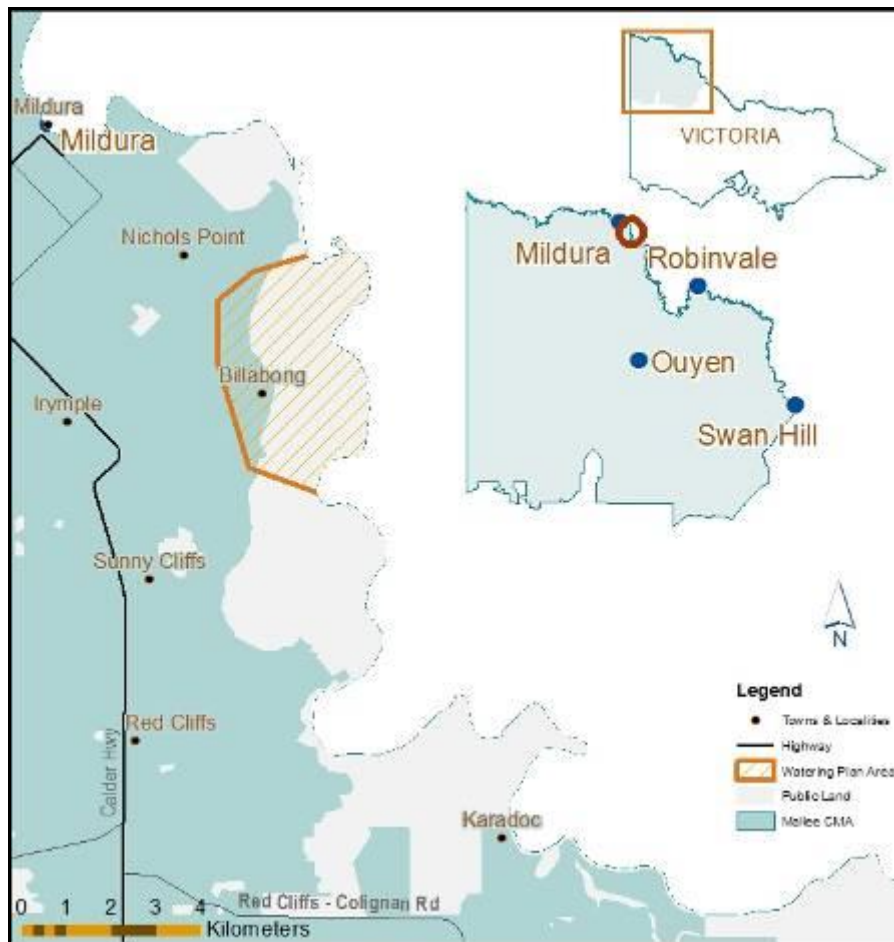 Mildura
Mildura
Nichols Point
Billabong
Irymple
Sunny Cliffs
Red Cliffs
Calder Hwy
Karadoc
Red Cliffs - Colignan Rd
0 1 2 3 4
Kilometers
VICTORIA
Mildura
Robinvale
Ouyen
Swan Hill
N
Legend
Towns & Localities
Highway
Watering Plan Area
Public Land
Mallee CMA